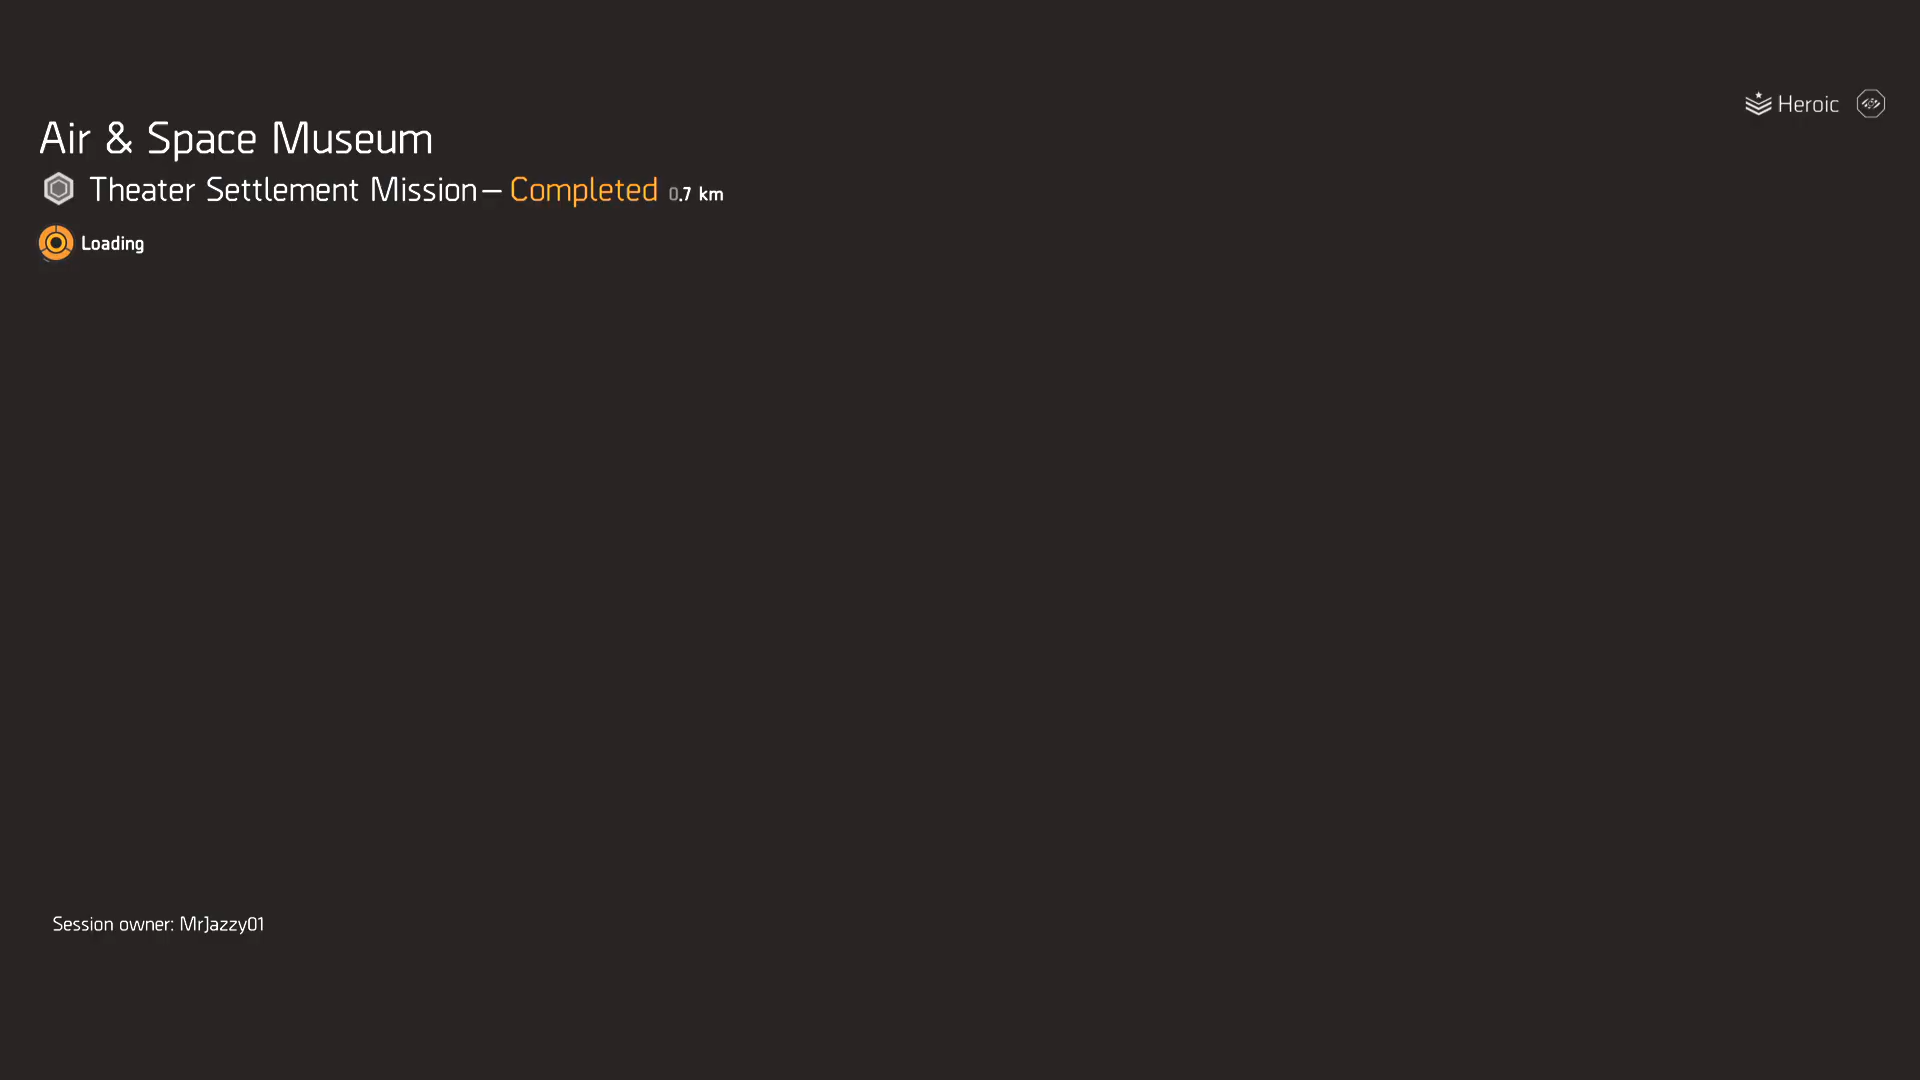 Heroic
Air & Space Museum
Theater Settlement Mission – Completed 0.7 km
Loading
Session owner: MrJazzy01